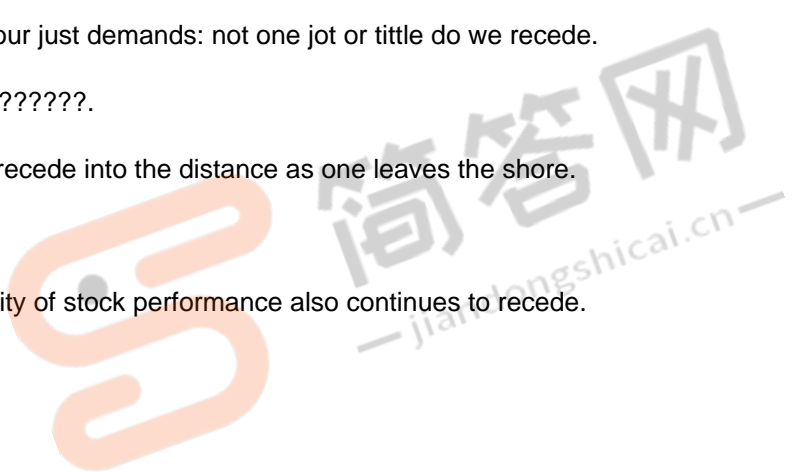 our just demands: not one jot or tittle do we recede.
??????.
recede into the distance as one leaves the shore.
ity of stock performance also continues to recede.
简答网
jiandongshicai.cn